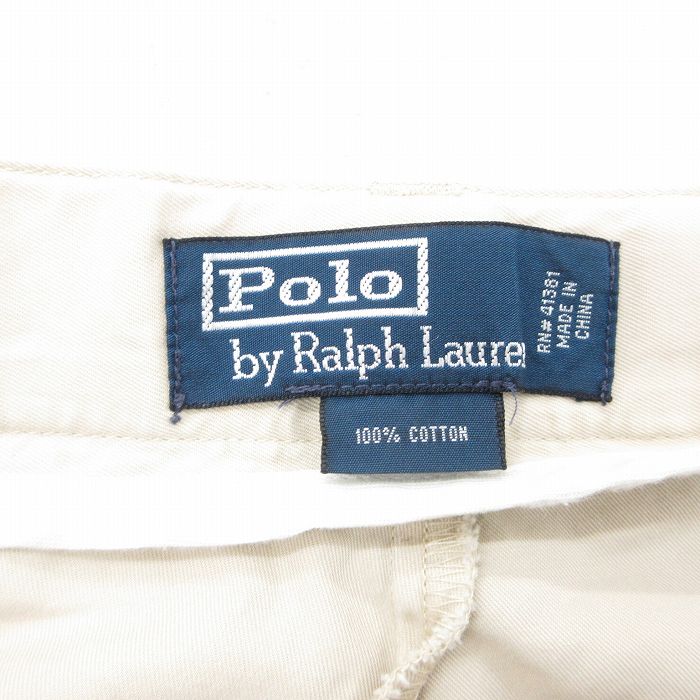 Polo
by Ralph Lauren
RN# 41381
MADE IN
CHINA
100% COTTON